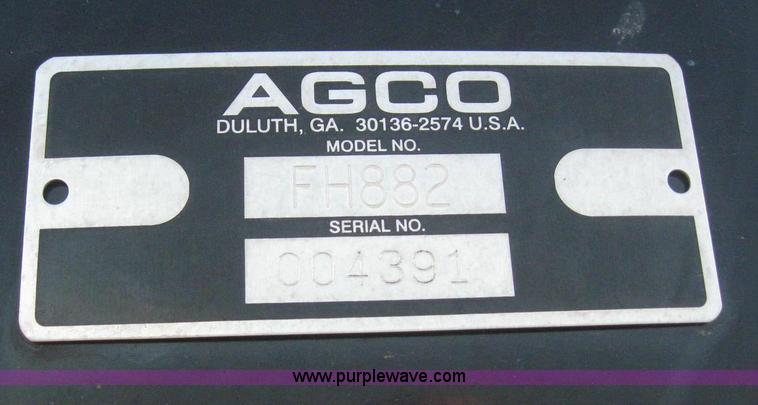 AGCO
DULUTH, GA. 30136-2574 U.S.A.
MODEL NO.
FH882
SERIAL NO.
004391
www.purplewave.com